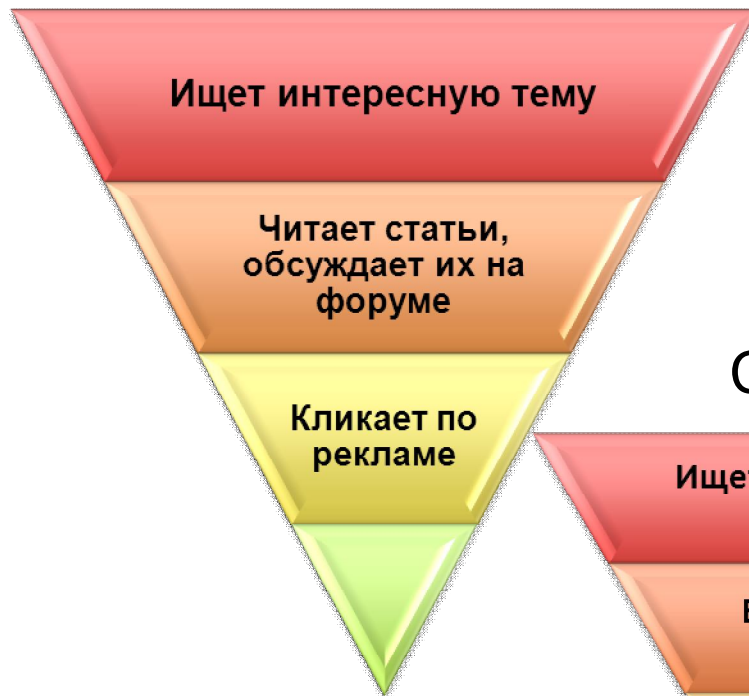 Ищет интересную тему
Читает статьи,
обсуждает их на
форуме
Кликает по
рекламе